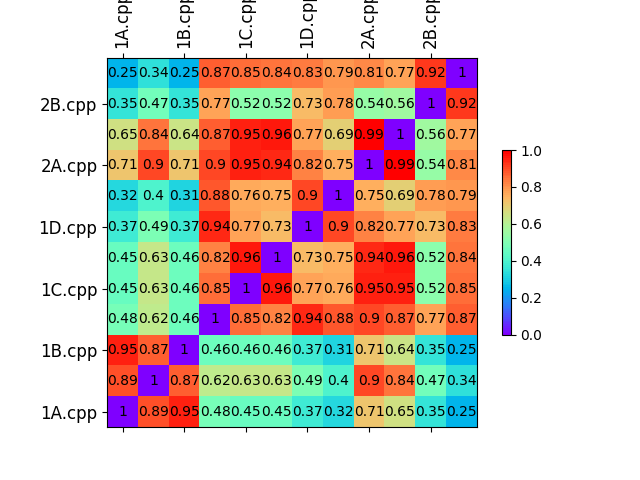 1A.cpp 1B.cpp 1C.cpp 1D.cpp 2A.cpp 2B.cpp
0.25 0.34 0.25 0.87 0.85 0.84 0.83 0.79 0.81 0.77 0.92 1
2B.cpp 0.35 0.47 0.35 0.77 0.52 0.52 0.73 0.78 0.54 0.56 1 0.92
0.65 0.84 0.64 0.87 0.95 0.96 0.77 0.69 0.99 1 0.56 0.77
2A.cpp 0.71 0.9 0.71 0.9 0.95 0.94 0.82 0.75 1 0.99 0.54 0.81
0.32 0.4 0.31 0.88 0.76 0.75 0.9 1 0.75 0.69 0.78 0.79
1D.cpp 0.37 0.49 0.37 0.94 0.77 0.73 1 0.9 0.82 0.77 0.73 0.83
0.45 0.63 0.46 0.82 0.96 1 0.73 0.75 0.94 0.96 0.52 0.84
1C.cpp 0.45 0.63 0.46 0.85 1 0.96 0.77 0.76 0.95 0.95 0.52 0.85
0.48 0.62 0.46 1 0.85 0.82 0.94 0.88 0.9 0.87 0.77 0.87
1B.cpp 0.95 0.87 1 0.46 0.46 0.46 0.37 0.31 0.71 0.64 0.35 0.25
0.89 1 0.87 0.62 0.63 0.63 0.49 0.4 0.9 0.84 0.47 0.34
1A.cpp 1 0.89 0.95 0.48 0.45 0.45 0.37 0.32 0.71 0.65 0.35 0.25
1.0
0.8
0.6
0.4
0.2
0.0